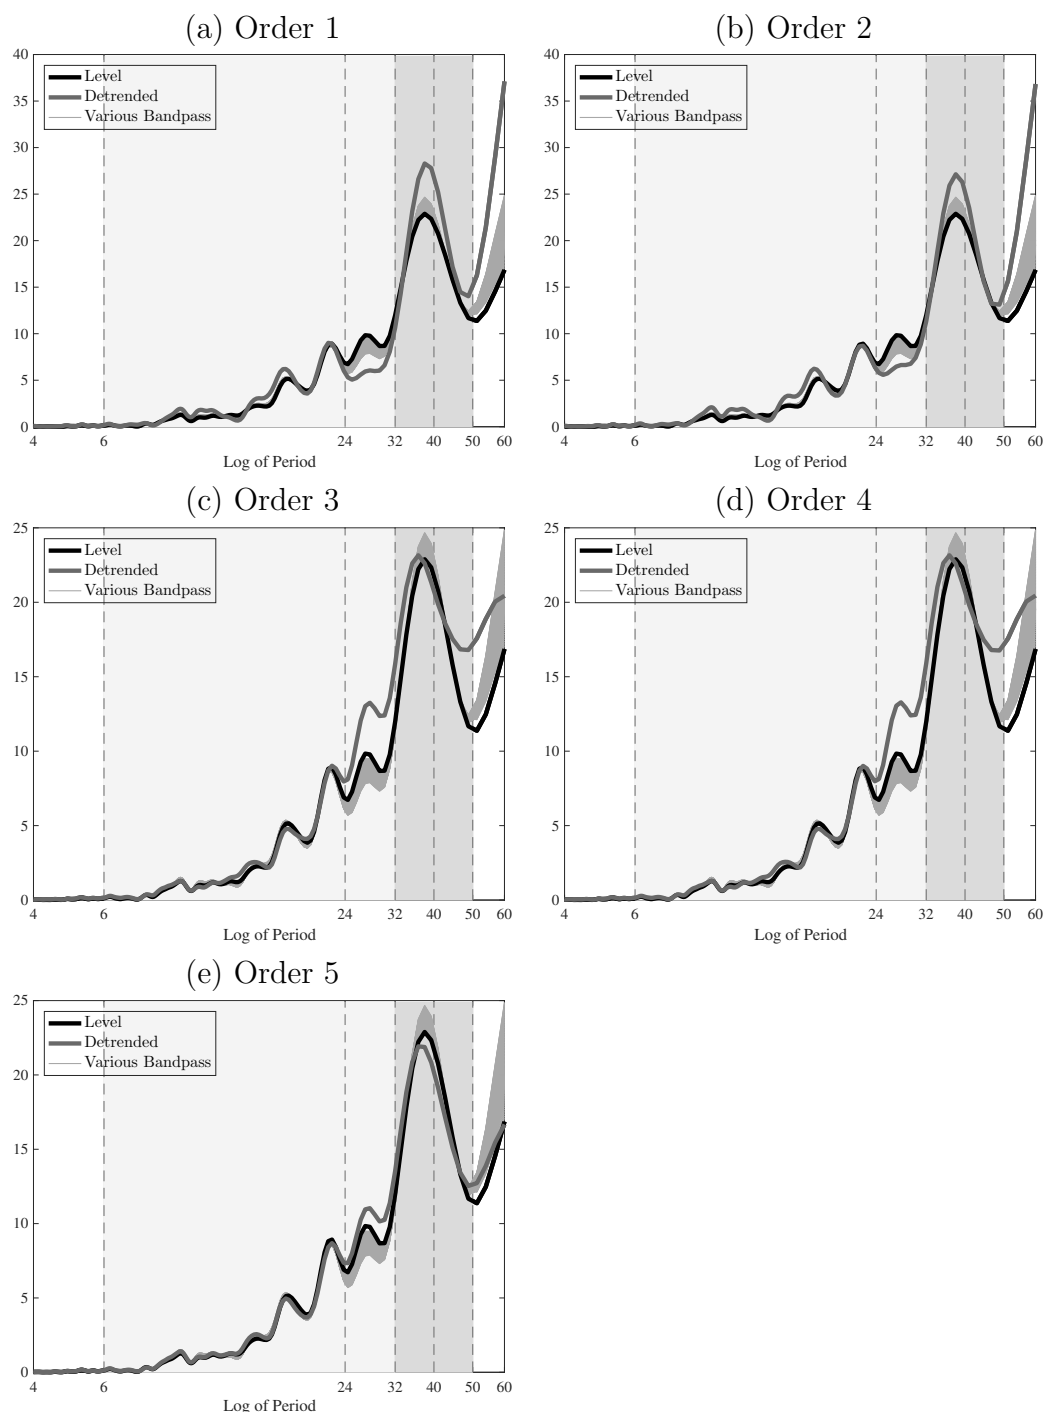 (a) Order 1
40
35
30
25
20
15
10
5
0
Level
Detrended
Various Bandpass
4 6 24 32 40 50 60
Log of Period
(b) Order 2
40
35
30
25
20
15
10
5
0
Level
Detrended
Various Bandpass
4 6 24 32 40 50 60
Log of Period
(c) Order 3
25
20
15
10
5
0
Level
Detrended
Various Bandpass
4 6 24 32 40 50 60
Log of Period
(d) Order 4
25
20
15
10
5
0
Level
Detrended
Various Bandpass
4 6 24 32 40 50 60
Log of Period
(e) Order 5
25
20
15
10
5
0
Level
Detrended
Various Bandpass
4 6 24 32 40 50 60
Log of Period